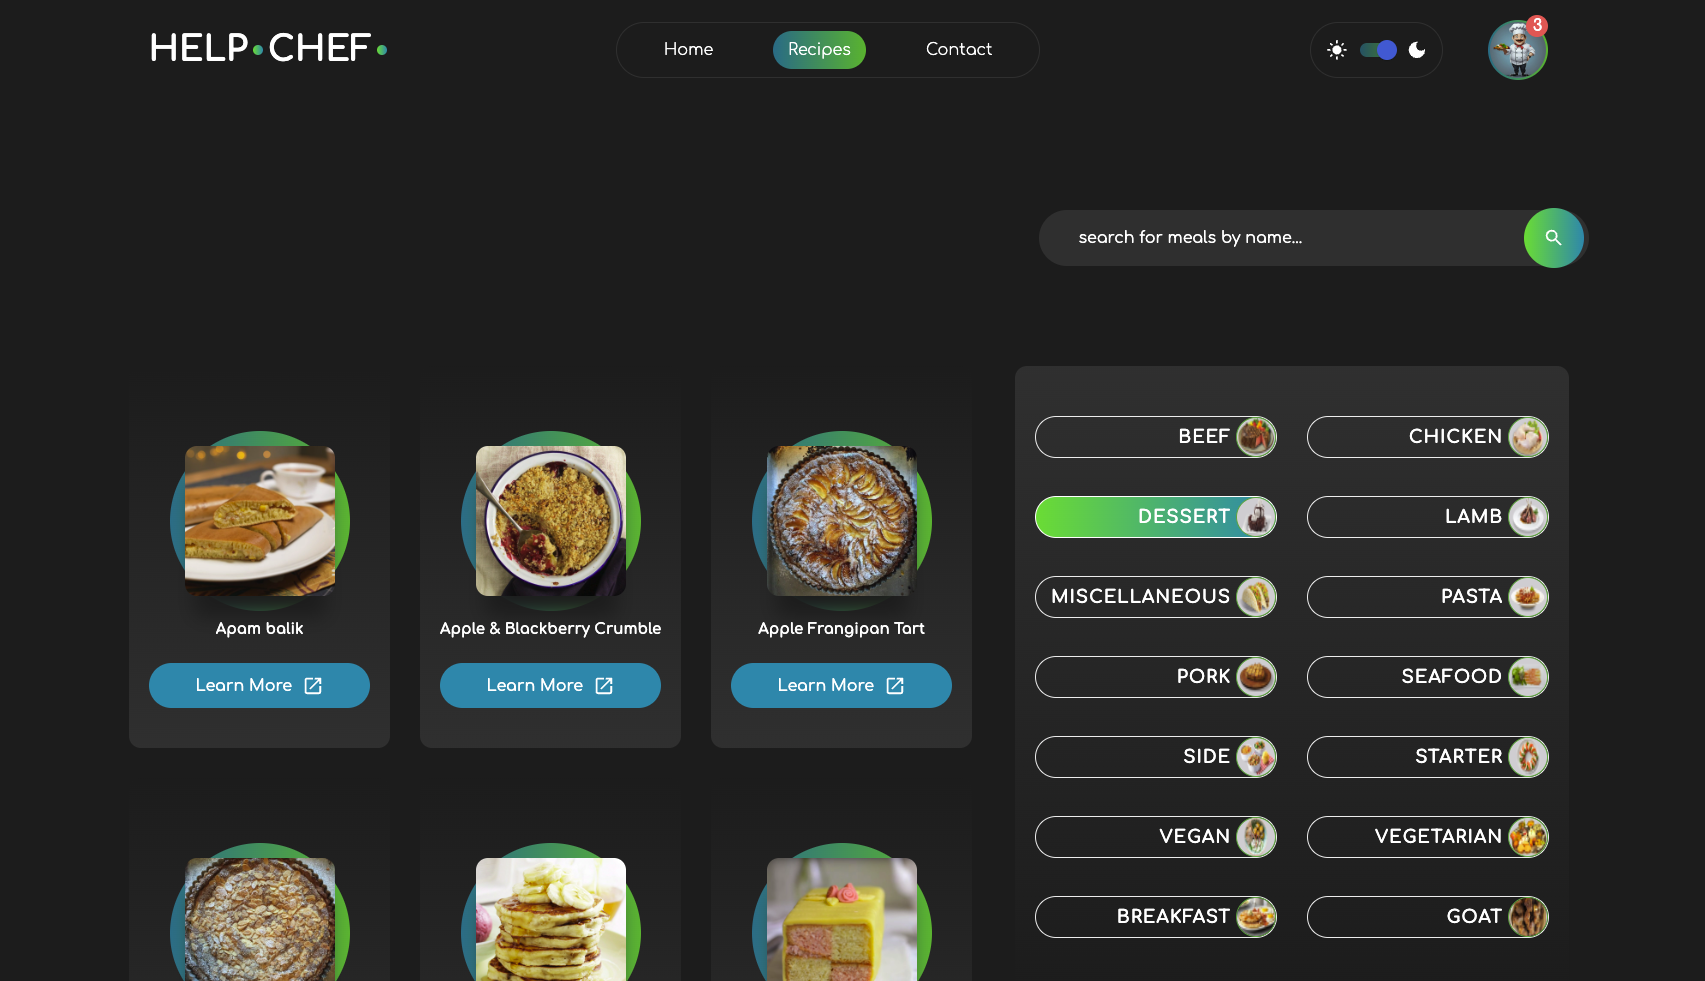 HELP CHEF
Home
Recipes
Contact
3
search for meals by name...
Apam balik
Learn More
Apple & Blackberry Crumble
Learn More
Apple Frangipan Tart
Learn More
BEEF
CHICKEN
DESSERT
LAMB
MISCELLANEOUS
PASTA
PORK
SEAFOOD
SIDE
STARTER
VEGAN
VEGETARIAN
BREAKFAST
GOAT